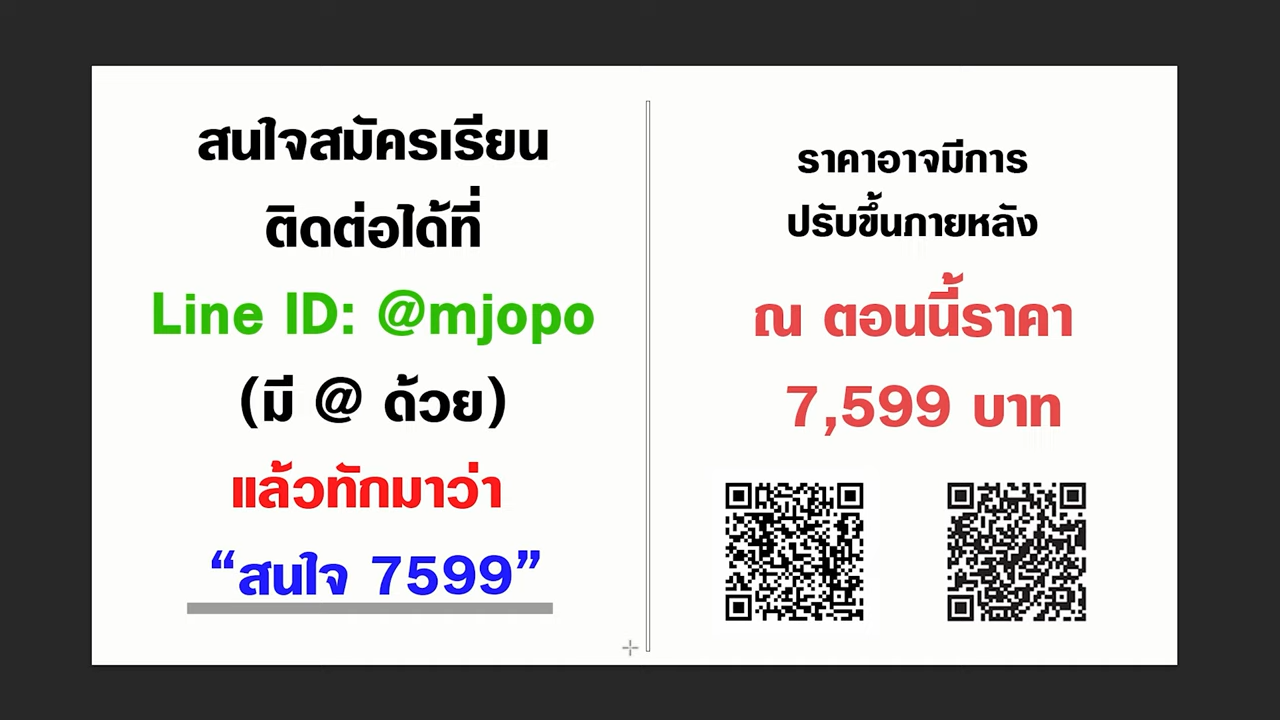 สนใจสมัครเรียน
ติดต่อได้ที่
Line ID: @mjopo
(มี @ ด้วย)
แล้วทักมาว่า
“สนใจ 7599”
ราคาอาจมีการ
ปรับขึ้นภายหลัง
ณ ตอนนี้ราคา
7,599 บาท